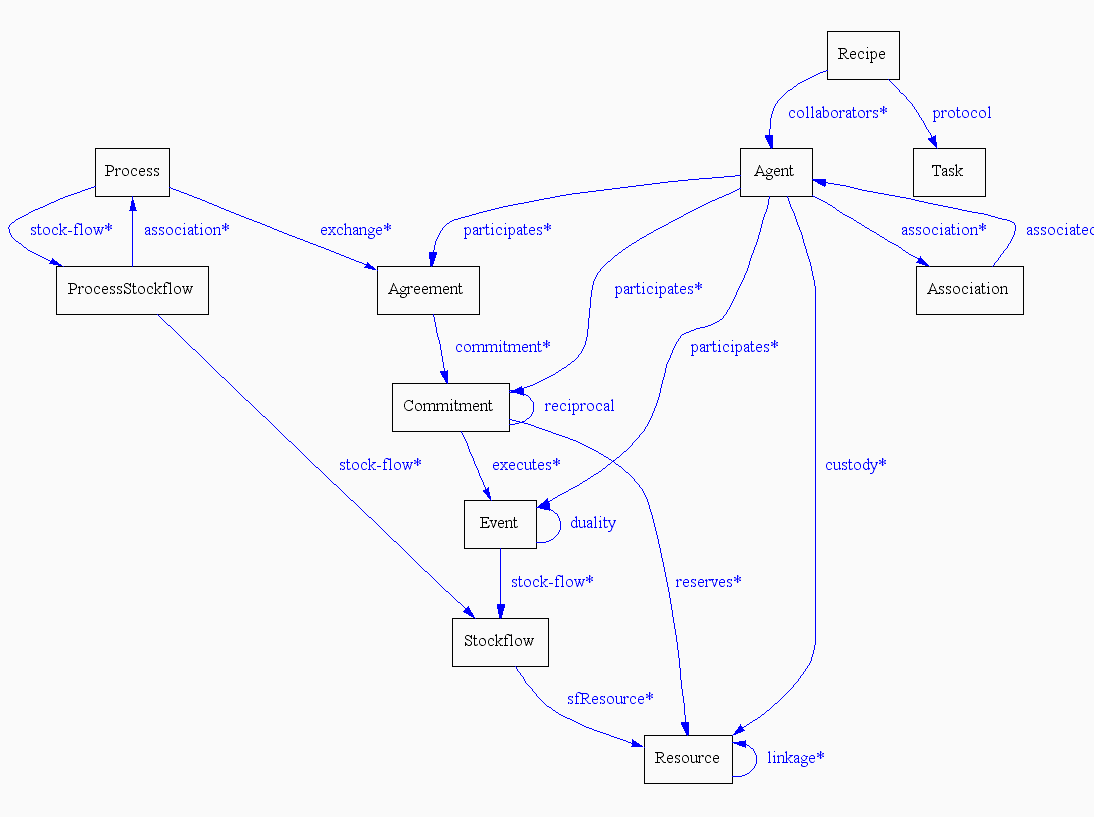 Recipe
collaborators*
protocol
Process
Agent
Task
stock-flow*
association*
exchange*
participates*
association*
associated
ProcessStockflow
Agreement
participates*
Association
commitment*
participates*
Commitment
reciprocal
stock-flow*
executes*
custody*
Event
duality
stock-flow*
reserves*
Stockflow
sfResource*
Resource
linkage*